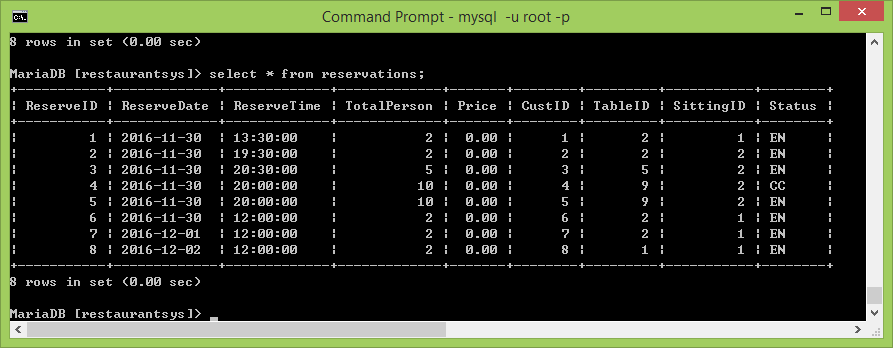 Command Prompt - mysql  -u root -p
8 rows in set (0.00 sec)
MariaDB [restaurantsys]> select * from reservations;
+-----------+-------------+-------------+-------------+-------+--------+---------+-----------+--------+
| ReserveID | ReserveDate | ReserveTime | TotalPerson | Price | CustID | TableID | SittingID | Status |
+-----------+-------------+-------------+-------------+-------+--------+---------+-----------+--------+
|         1 | 2016-11-30  | 13:30:00    |           2 |  0.00 |      1 |       2 |         1 | EN     |
|         2 | 2016-11-30  | 19:30:00    |           2 |  0.00 |      2 |       2 |         2 | EN     |
|         3 | 2016-11-30  | 20:30:00    |           5 |  0.00 |      3 |       5 |         2 | EN     |
|         4 | 2016-11-30  | 20:00:00    |          10 |  0.00 |      4 |       9 |         2 | CC     |
|         5 | 2016-11-30  | 20:00:00    |          10 |  0.00 |      5 |       9 |         2 | EN     |
|         6 | 2016-11-30  | 12:00:00    |           2 |  0.00 |      6 |       2 |         1 | EN     |
|         7 | 2016-12-01  | 12:00:00    |           2 |  0.00 |      7 |       2 |         1 | EN     |
|         8 | 2016-12-02  | 12:00:00    |           2 |  0.00 |      8 |       1 |         1 | EN     |
+-----------+-------------+-------------+-------------+-------+--------+---------+-----------+--------+
8 rows in set (0.00 sec)
MariaDB [restaurantsys]> _